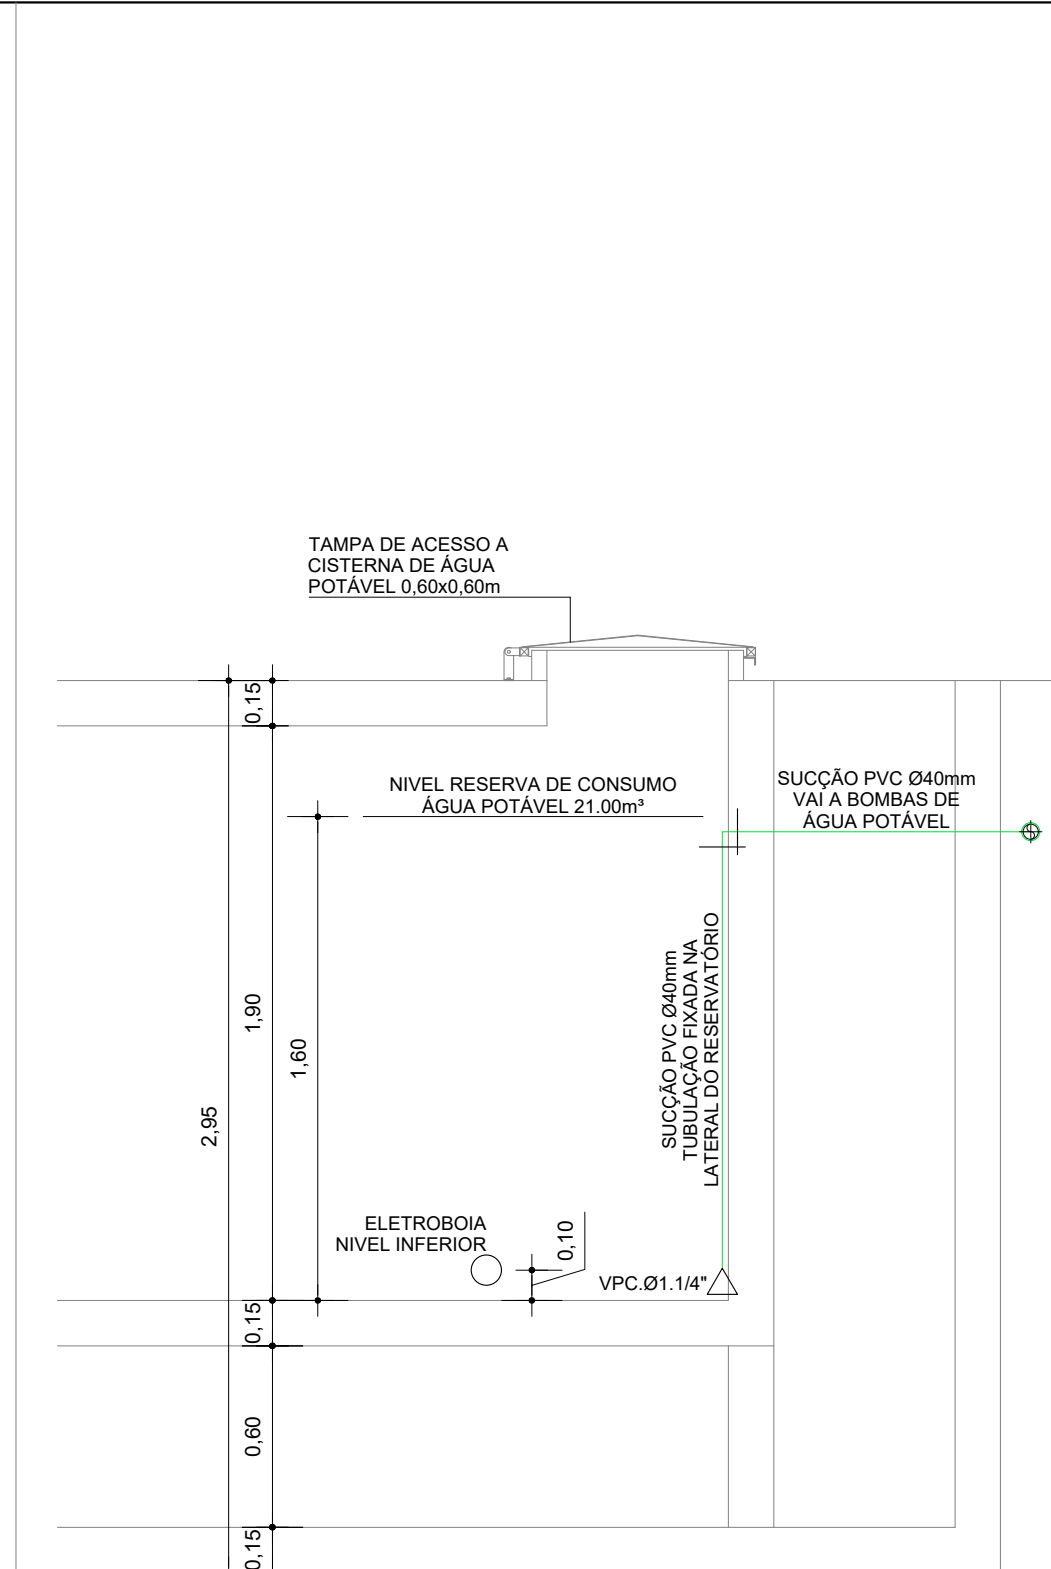 TAMPA DE ACESSO A
CISTERNA DE ÁGUA
POTÁVEL 0,60x0,60m
0,15
NIVEL RESERVA DE CONSUMO
ÁGUA POTÁVEL 21.00m³
SUCÇÃO PVC Ø40mm
VAI A BOMBAS DE
ÁGUA POTÁVEL
SUCÇÃO PVC Ø40mm
TUBULAÇÃO FIXADA NA
LATERAL DO RESERVATÓRIO
1,90
1,60
2,95
ELETROBOIA
NIVEL INFERIOR
0,10
VPC.Ø1.1/4"
0,15
0,60
0,15